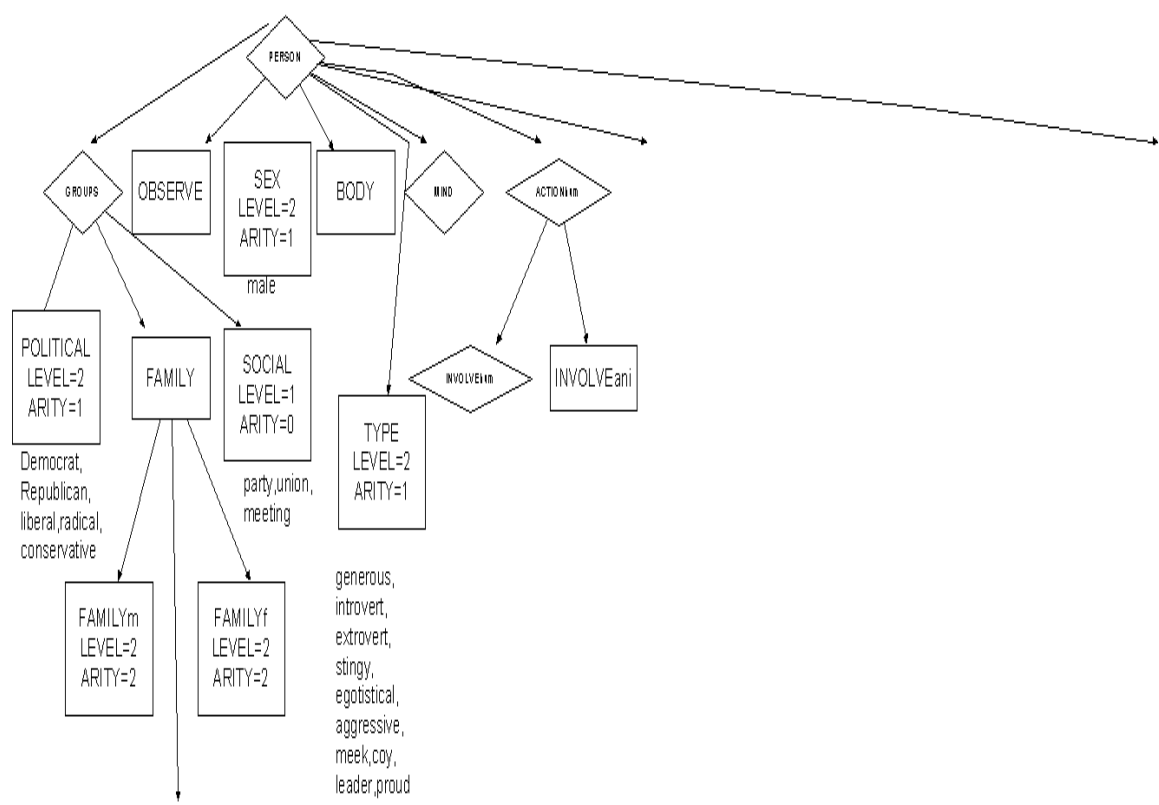 PERSON
GROUPS
OBSERVE
SEX
LEVEL=2
ARITY=1
male
BODY
MIND
ACTIONhum
POLITICAL
LEVEL=2
ARITY=1
Democrat,
Republican,
liberal,radical,
conservative
FAMILY
SOCIAL
LEVEL=1
ARITY=0
party,union,
meeting
TYPE
LEVEL=2
ARITY=1
generous,
introvert,
extrovert,
stingy,
egotistical,
aggressive,
meek,coy,
leader,proud
INVOLVEhum
INVOLVEani
FAMILYm
LEVEL=2
ARITY=2
FAMILYf
LEVEL=2
ARITY=2